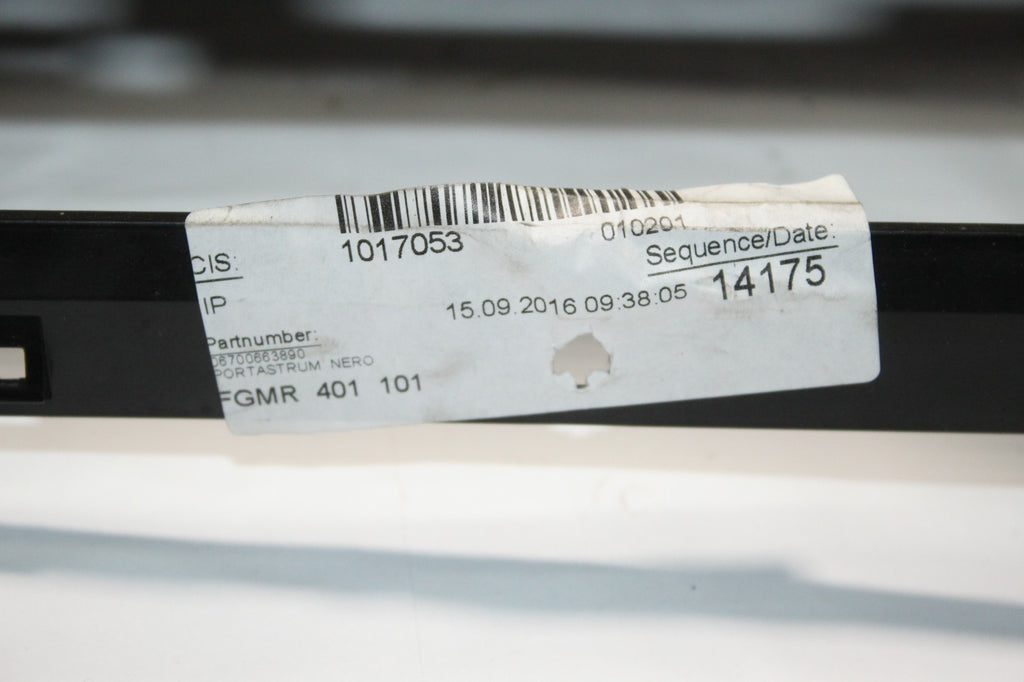 CIS: 1017053 010201
Sequence/Date:
IP 15.09.2016 09:38:05 14175
Partnumber:
06700663890
PORTASTRUM NERO
FGMR 401 101